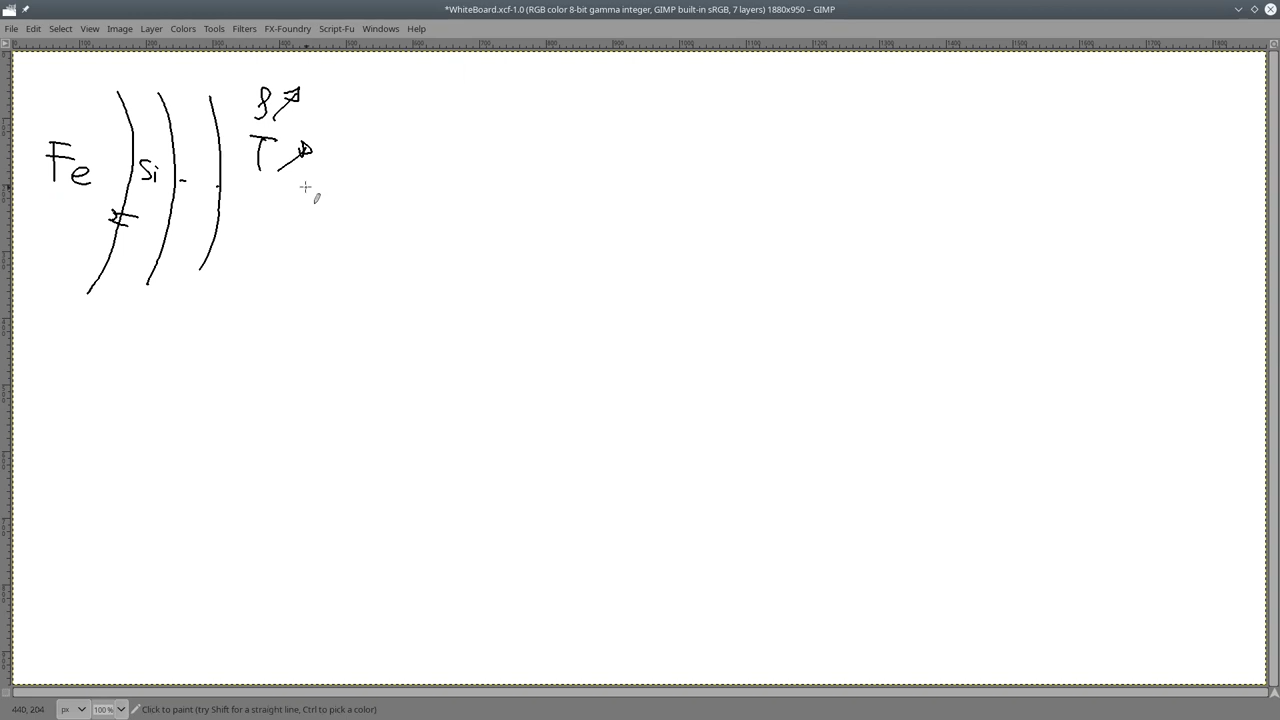 *WhiteBoard.xcf-1.0 (RGB color 8-bit gamma integer, GIMP built-in sRGB, 7 layers) 1880x950 – GIMP
File Edit Select View Image Layer Colors Tools Filters FX-Foundry Script-Fu Windows Help
Fe Si
T
440, 204 px 100% Click to paint (try Shift for a straight line, Ctrl to pick a color)